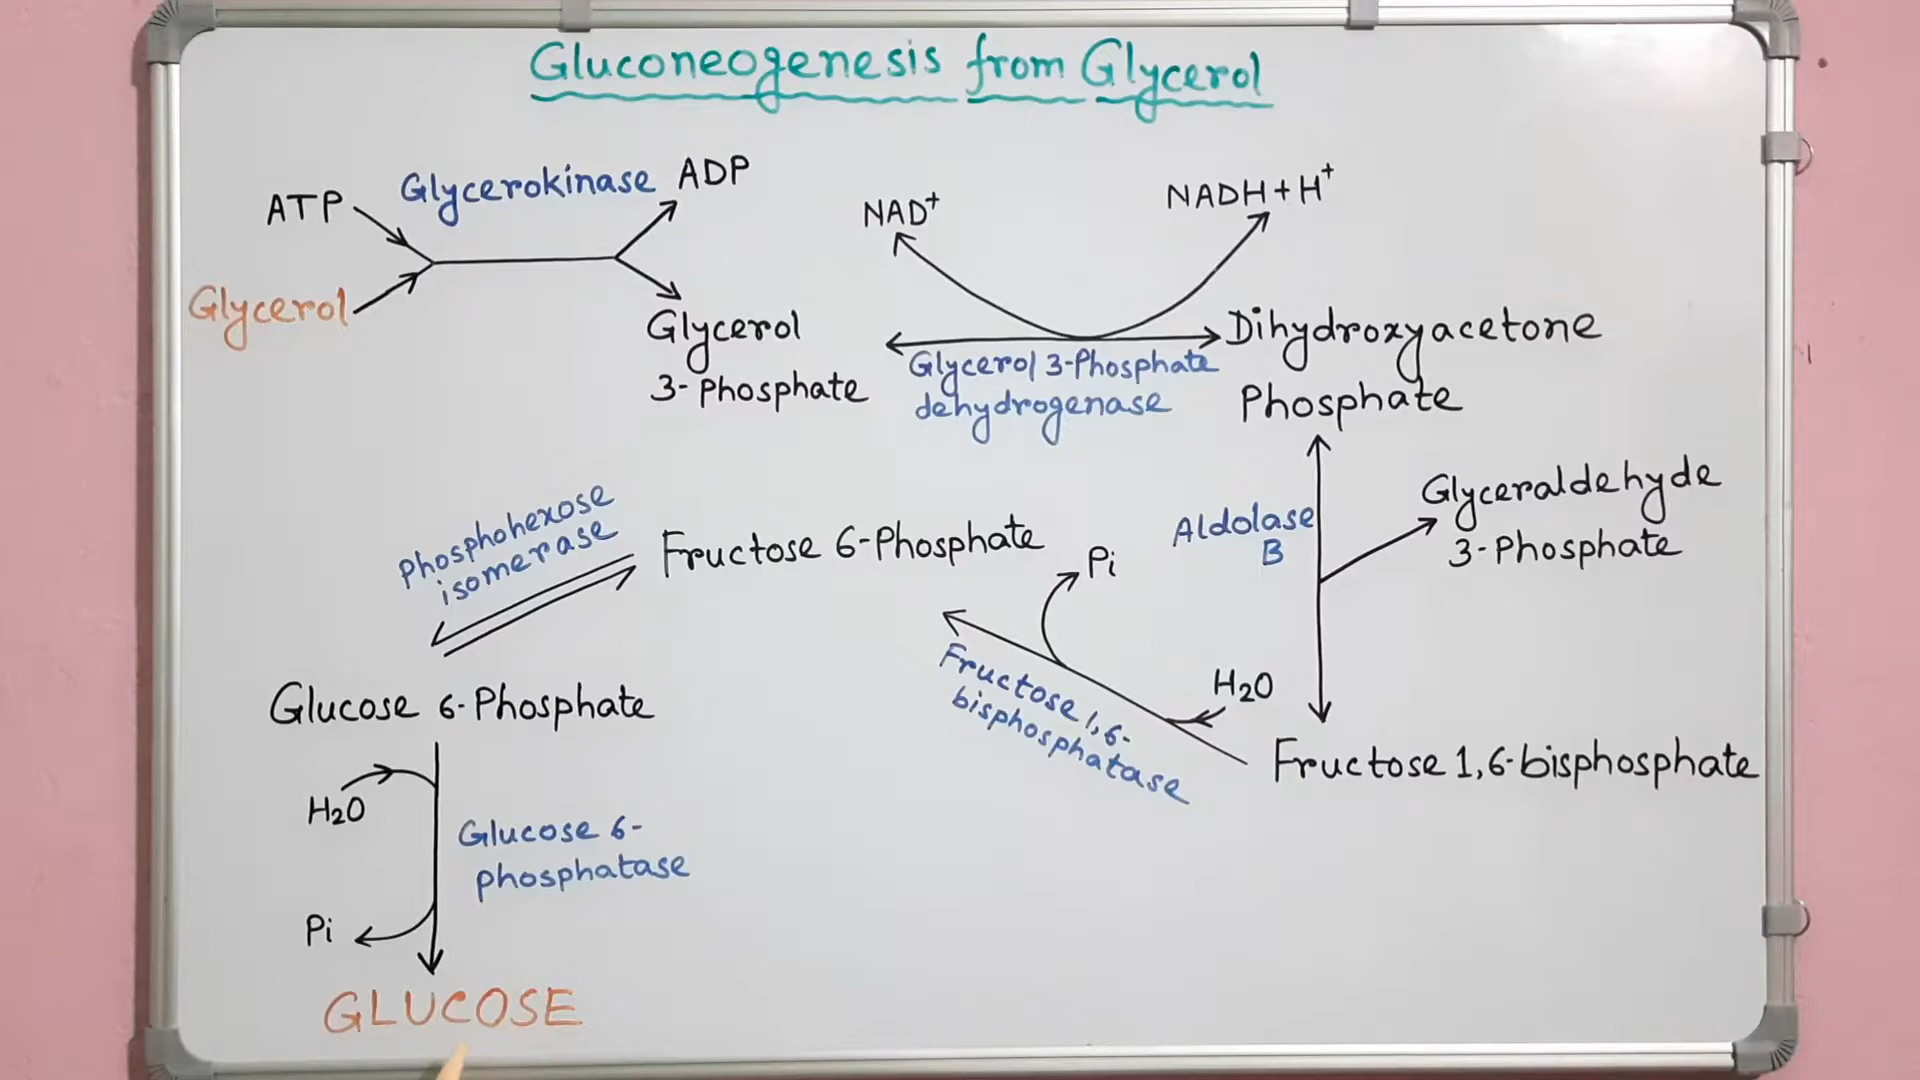 Gluconeogenesis from Glycerol
ATP
Glycerokinase
ADP
Glycerol
Glycerol
3-Phosphate
NAD+
NADH+H+
Glycerol 3-Phosphate
dehydrogenase
Dihydroxyacetone
Phosphate
Aldolase
B
Glyceraldehyde
3-Phosphate
Fructose 1,6-bisphosphate
H2O
Pi
Fructose 1,6-
bisphosphatase
Fructose 6-Phosphate
Phosphohexose
isomerase
Glucose 6-Phosphate
H2O
Glucose 6-
phosphatase
Pi
GLUCOSE